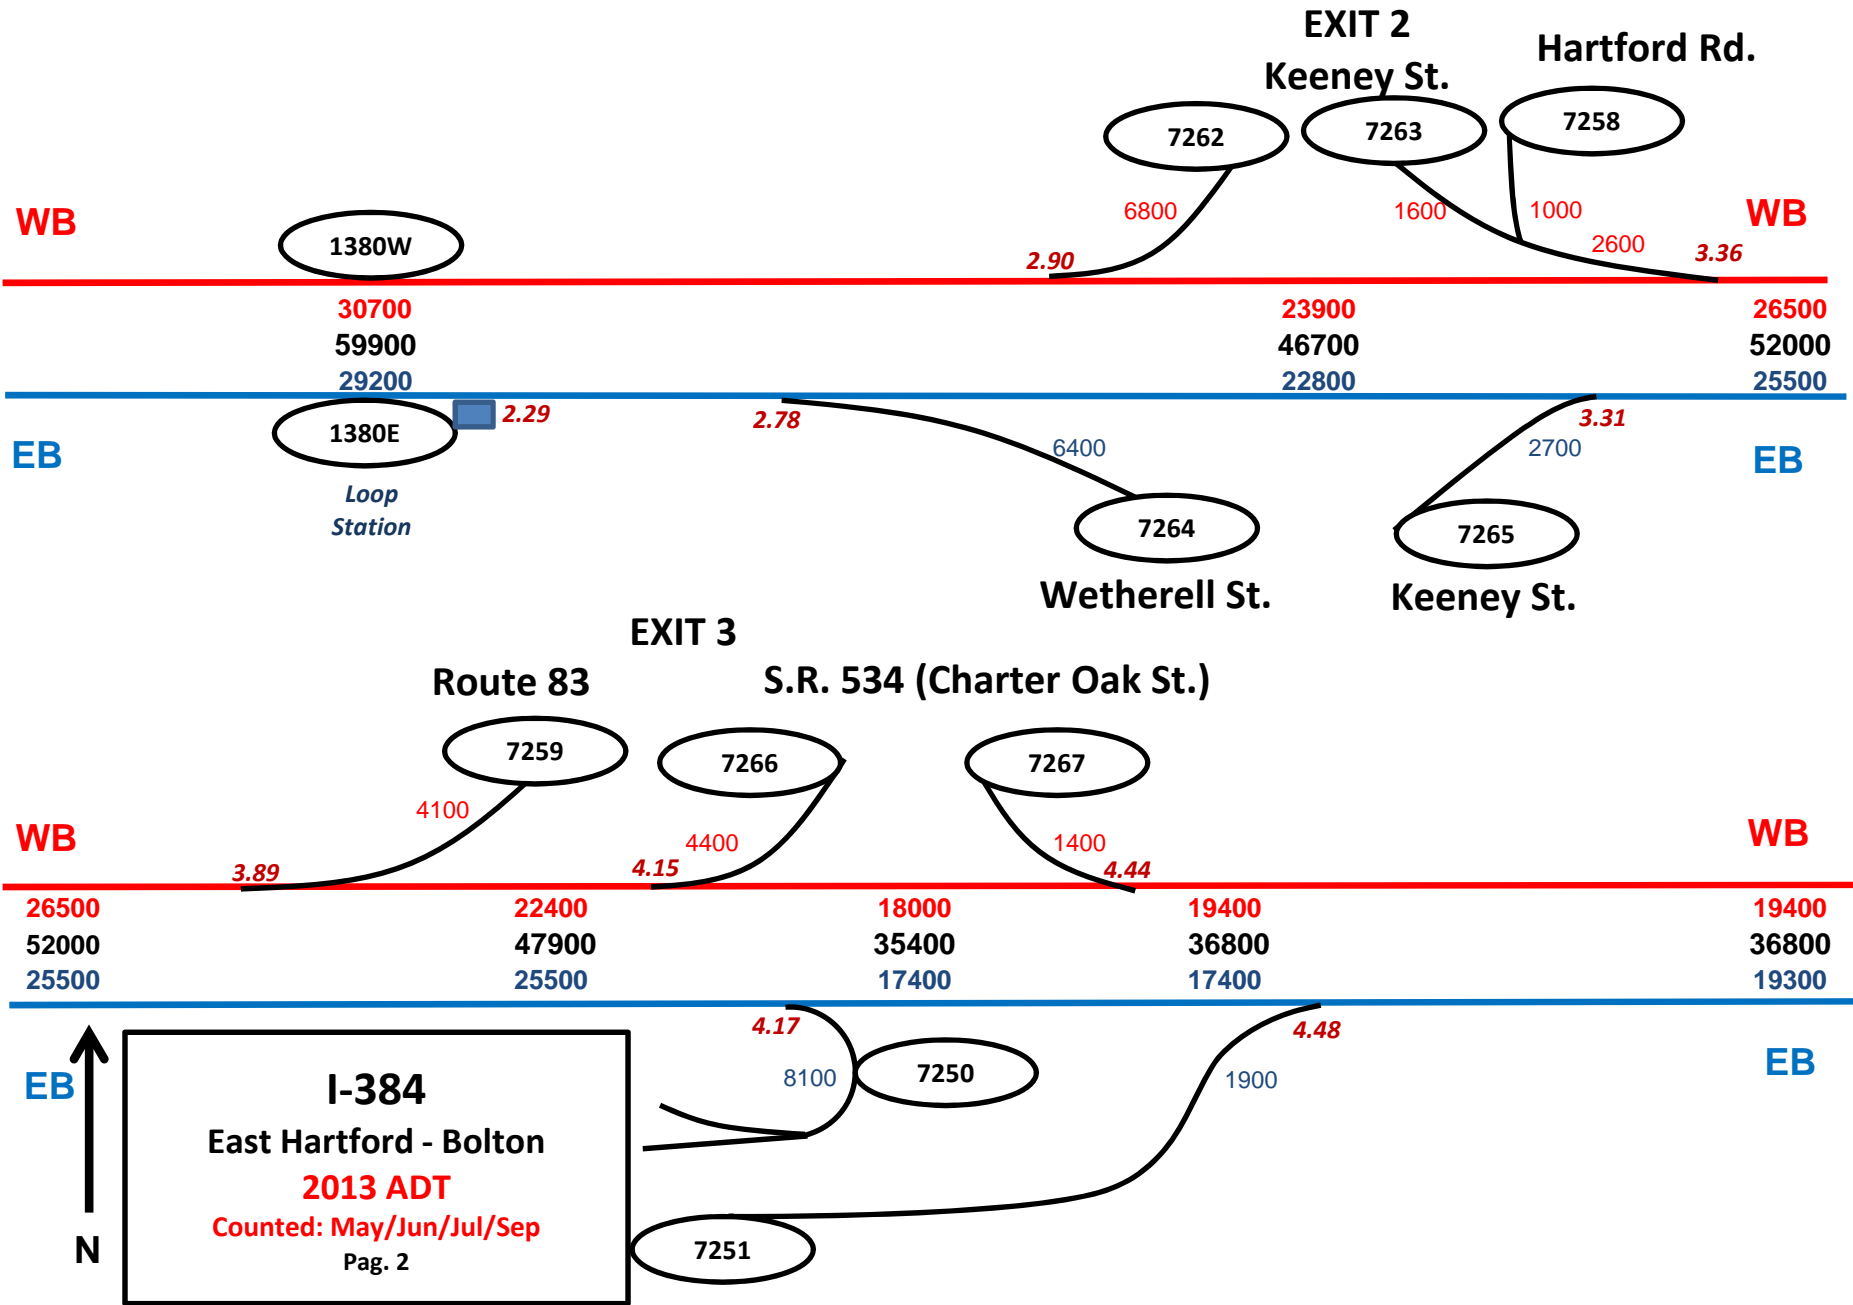 EXIT 2
Keeney St.
Hartford Rd.
7262
7263
7258
6800
1600
1000
2600
WB
1380W
2.90
3.36
WB
30700
23900
26500
59900
46700
52000
29200
22800
25500
1380E
2.29
2.78
3.31
EB
6400
2700
EB
Loop
Station
7264
7265
Wetherell St.
Keeney St.
EXIT 3
Route 83
S.R. 534 (Charter Oak St.)
7259
7266
7267
4100
4400
1400
WB
WB
3.89
4.15
4.44
26500
22400
18000
19400
19400
52000
47900
35400
36800
36800
25500
25500
17400
17400
19300
4.17
4.48
EB
8100
7250
1900
EB
I-384
East Hartford - Bolton
2013 ADT
Counted: May/Jun/Jul/Sep
Pag. 2
N
7251